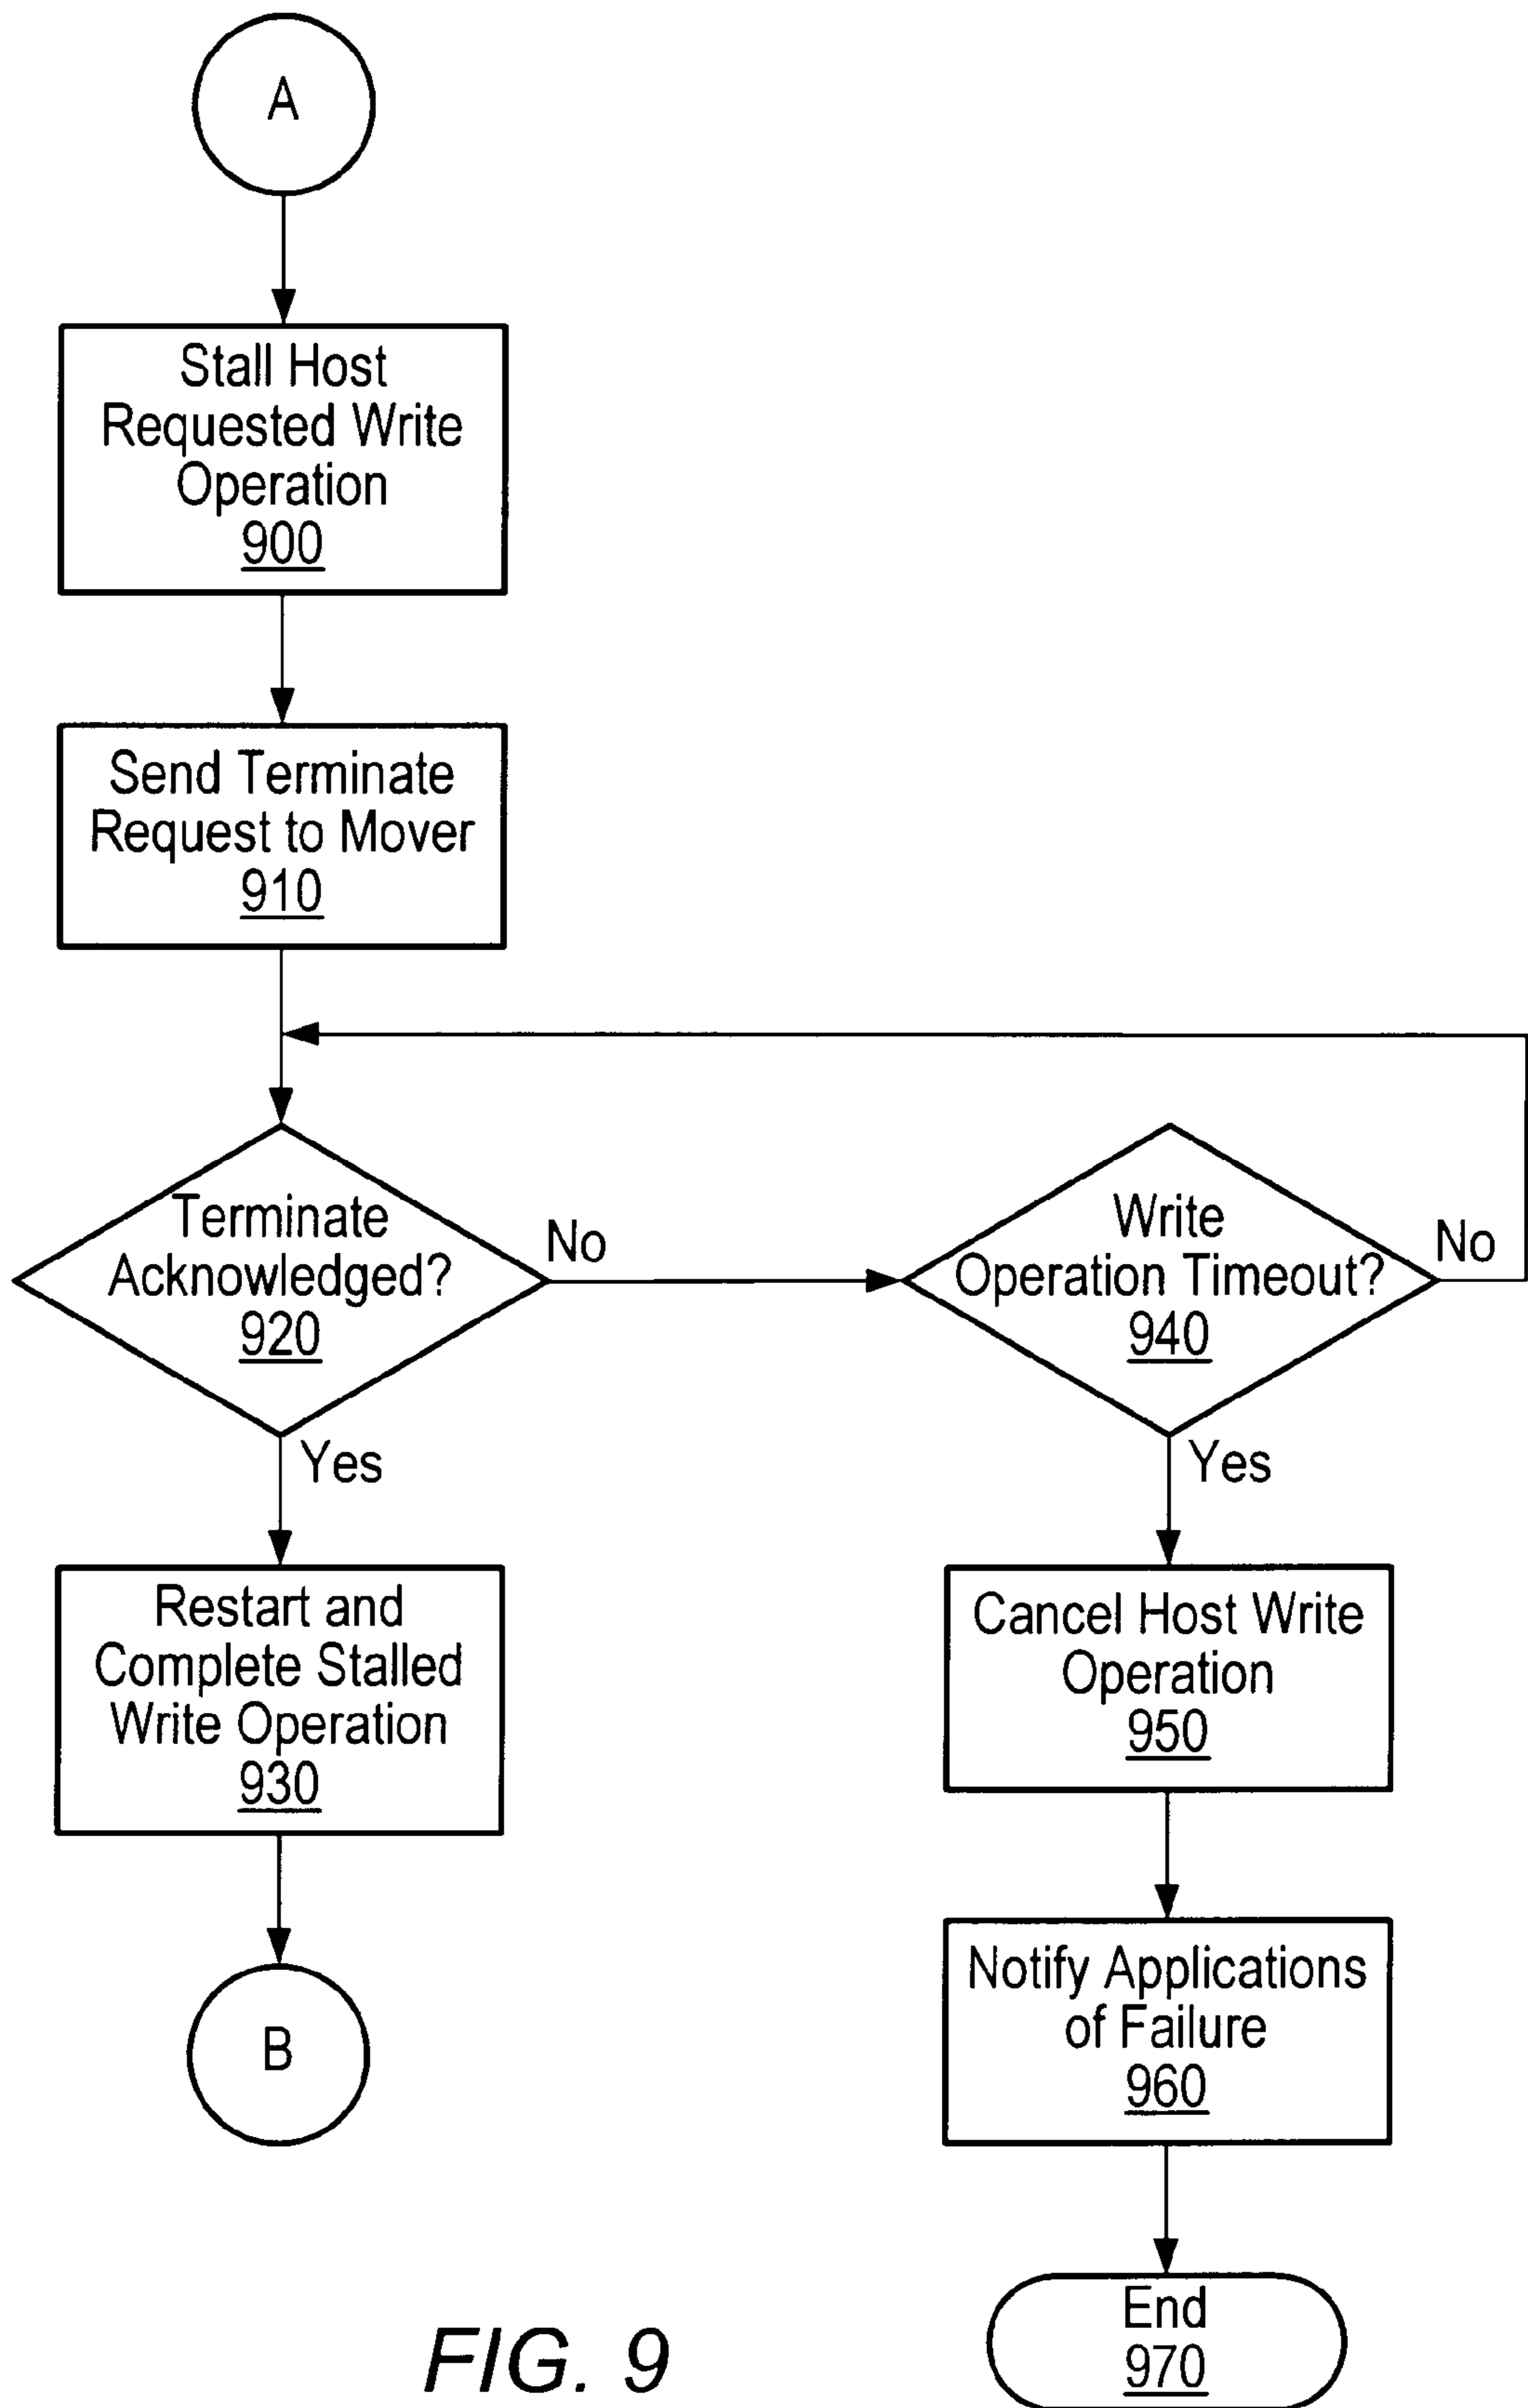 A
Stall Host
Requested Write
Operation
900
Send Terminate
Request to Mover
910
Terminate
Acknowledged?
920
No
Yes
Write
Operation Timeout?
940
No
Yes
Restart and
Complete Stalled
Write Operation
930
B
Cancel Host Write
Operation
950
Notify Applications
of Failure
960
End
970
FIG. 9